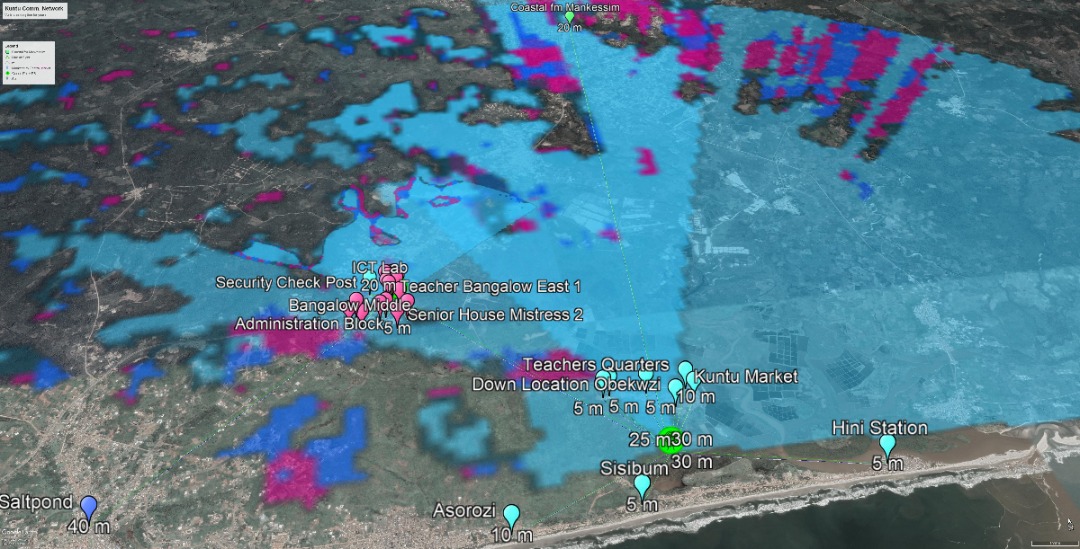 Kuntu Comm. Network
Coastal fm Mankessim
20 m
Legend
ICT Lab
Security Check Post 20 m Teacher Bangalow East 1
Bangalow Middle
Senior House Mistress 2
Administration Block 5 m
Teachers Quarters
Down Location Obekwzi Kuntu Market
5 m 5 m 5 m 10 m
Hini Station
25 m 30 m
5 m
Sisibum 30 m
5 m
Saltpond
40 m
Asorozi
10 m